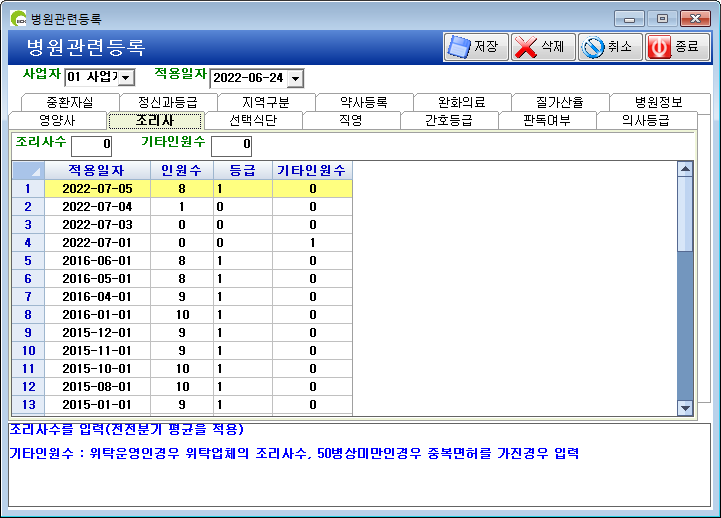 병원관련등록
병원관련등록 저장 삭제 취소 종료
사업자 01 사업 적용일자 2022-06-24
중환자실 정신과등급 지역구분 약사등록 완화의료 질가산율 병원정보
영양사 조리사 선택식단 직영 간호등급 판독여부 의사등급
조리사수 0 기타인원수 0
적용일자 인원수 등급 기타인원수
1 2022-07-05 8 1 0
2 2022-07-04 1 0 0
3 2022-07-03 0 0 0
4 2022-07-01 0 0 1
5 2016-06-01 8 1 0
6 2016-05-01 8 1 0
7 2016-04-01 9 1 0
8 2016-01-01 10 1 0
9 2015-12-01 9 1 0
10 2015-11-01 9 1 0
11 2015-10-01 10 1 0
12 2015-08-01 10 1 0
13 2015-01-01 9 1 0
조리사수를 입력(전전분기 평균을 적용)
기타인원수 : 위탁운영인경우 위탁업체의 조리사수, 50병상미만인경우 중복면허를 가진경우 입력